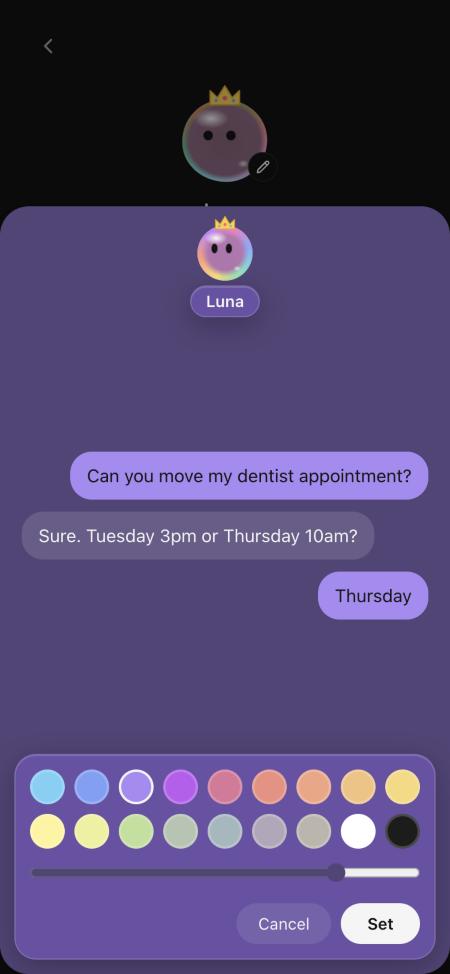 Luna
Can you move my dentist appointment?
Sure. Tuesday 3pm or Thursday 10am?
Thursday
Cancel
Set